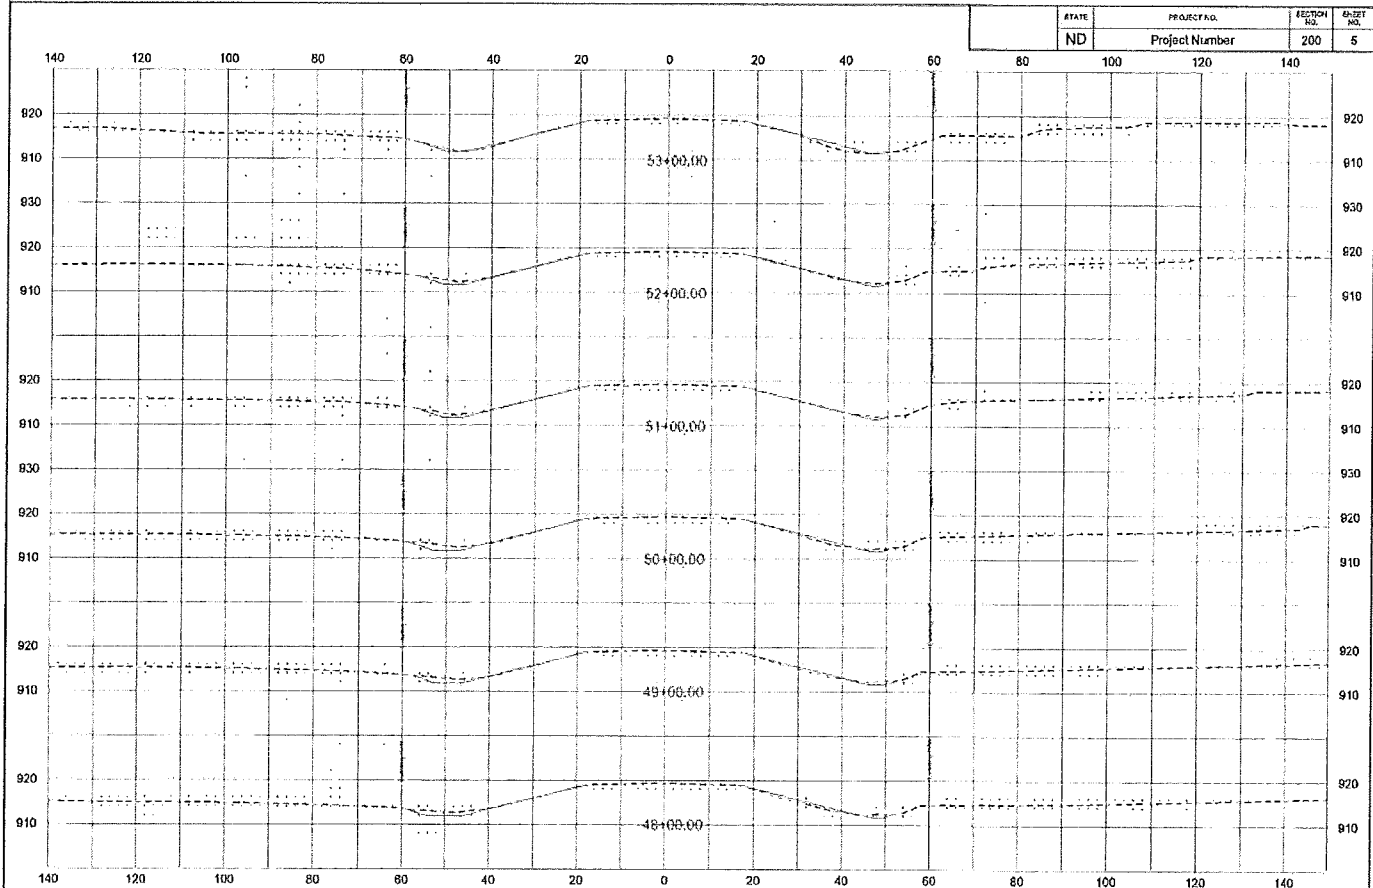 STATE PROJECT NO. SECTION NO. SHEET NO.
ND Project Number 200 5
140 120 100 80 60 40 20 0 20 40 60 80 100 120 140
920 920
910 53+00.00 910
930 930
920 920
910 52+00.00 910
920 920
910 51+00.00 910
930 930
920 920
910 50+00.00 910
920 920
910 49+00.00 910
920 920
910 48+00.00 910
140 120 100 80 60 40 20 0 20 40 60 80 100 120 140